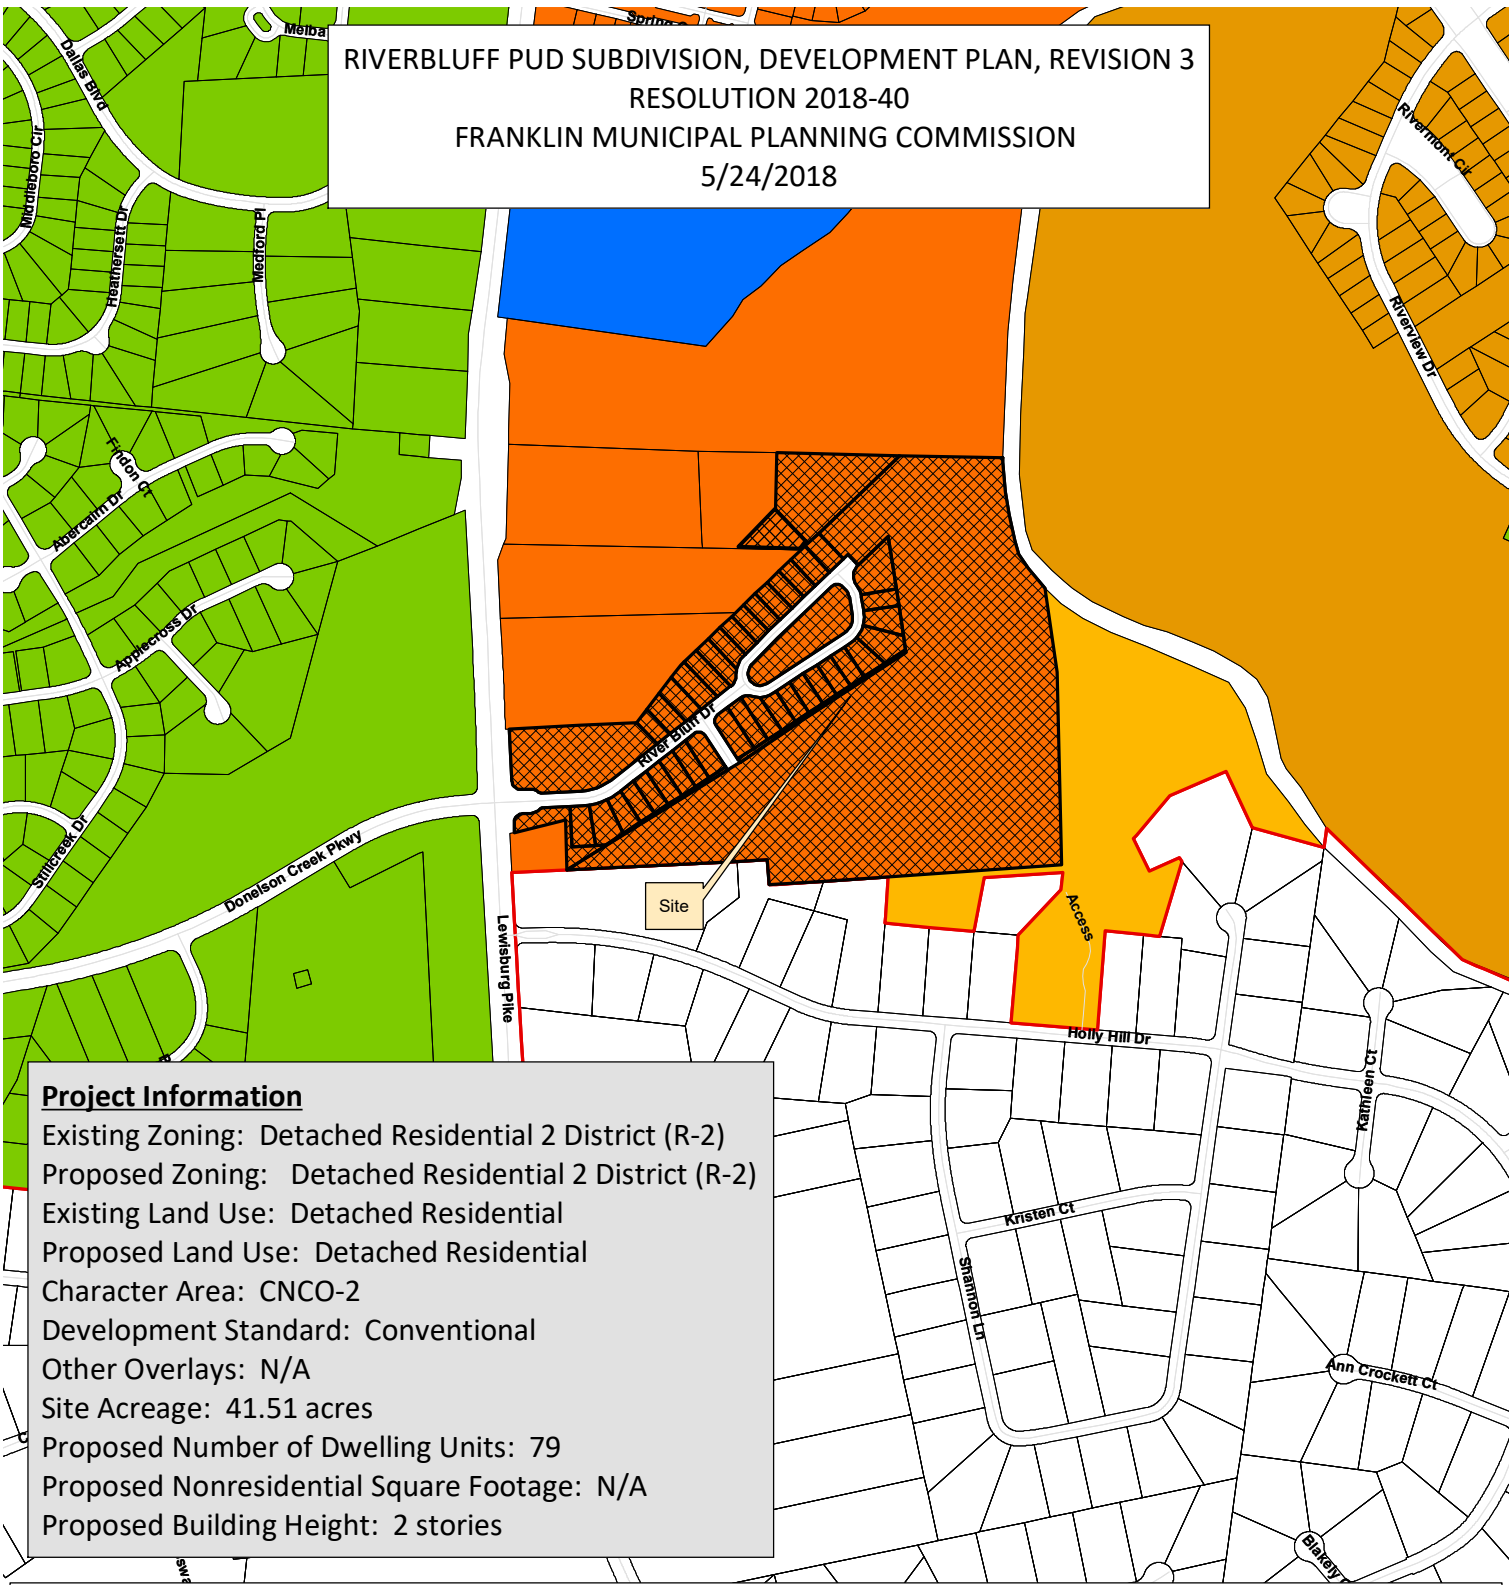 Melba
Spring
RIVERBLUFF PUD SUBDIVISION, DEVELOPMENT PLAN, REVISION 3
RESOLUTION 2018-40
FRANKLIN MUNICIPAL PLANNING COMMISSION
5/24/2018
Dallas Blvd
Middleboro Cir
Heathersett Dr
Medford Pl
Rivermont Cir
Riverview Dr
Findon Ct
Abercairn Dr
Applecross Dr
River Bluff Dr
Stillcreek Dr
Donelson Creek Pkwy
Site
Lewisburg Pike
Access
Holly Hill Dr
Kathleen Ct
Kristen Ct
Shannon Ln
Ann Crockett Ct
Blakely
Project Information
Existing Zoning: Detached Residential 2 District (R-2)
Proposed Zoning: Detached Residential 2 District (R-2)
Existing Land Use: Detached Residential
Proposed Land Use: Detached Residential
Character Area: CNCO-2
Development Standard: Conventional
Other Overlays: N/A
Site Acreage: 41.51 acres
Proposed Number of Dwelling Units: 79
Proposed Nonresidential Square Footage: N/A
Proposed Building Height: 2 stories